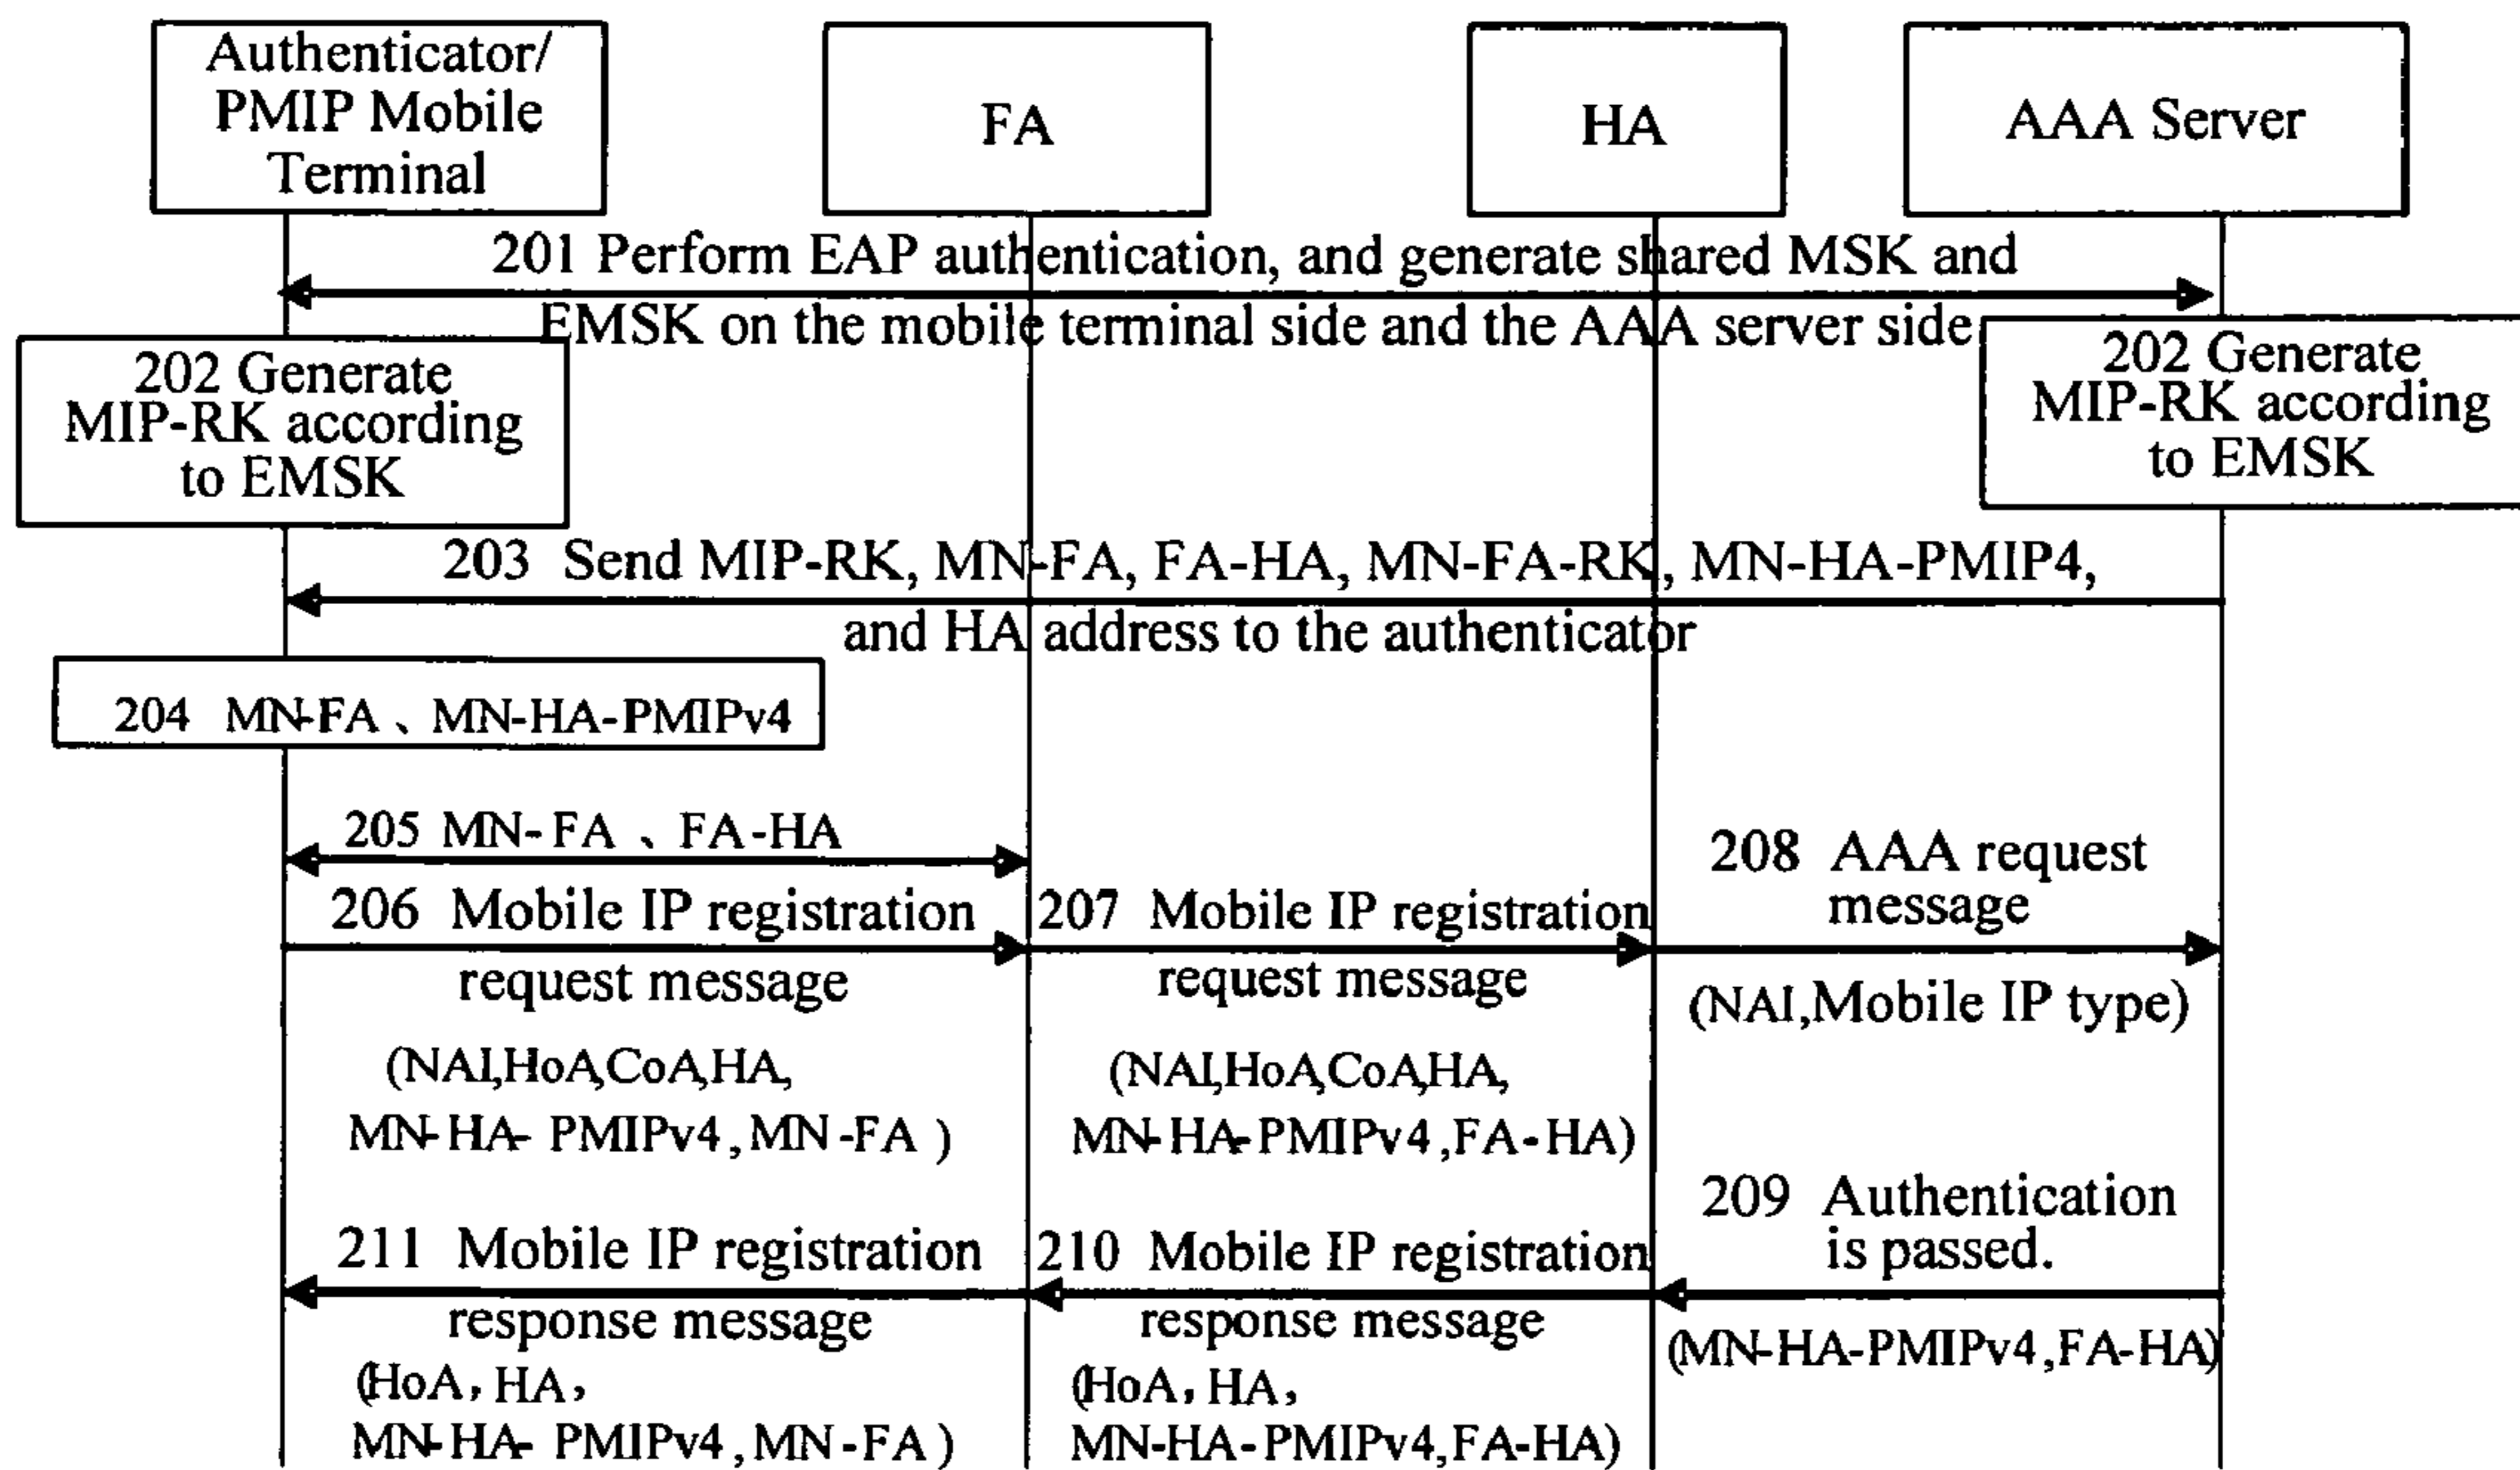 Authenticator/
PMIP Mobile
Terminal
FA
HA
AAA Server
201 Perform EAP authentication, and generate shared MSK and
EMSK on the mobile terminal side and the AAA server side
202 Generate
MIP-RK according
to EMSK
202 Generate
MIP-RK according
to EMSK
203 Send MIP-RK, MN-FA, FA-HA, MN-FA-RK, MN-HA-PMIP4,
and HA address to the authenticator
204 MN-FA、MN-HA-PMIPv4
205 MN-FA、FA-HA
206 Mobile IP registration
request message
(NAI,HoA,CoA,HA,
MN-HA-PMIPv4,MN-FA)
207 Mobile IP registration
request message
(NAI,HoA,CoA,HA,
MN-HA-PMIPv4,FA-HA)
208 AAA request
message
(NAI,Mobile IP type)
209 Authentication
is passed.
(MN-HA-PMIPv4,FA-HA)
210 Mobile IP registration
response message
(HoA, HA,
MN-HA-PMIPv4,FA-HA)
211 Mobile IP registration
response message
(HoA, HA,
MN-HA-PMIPv4,MN-FA)